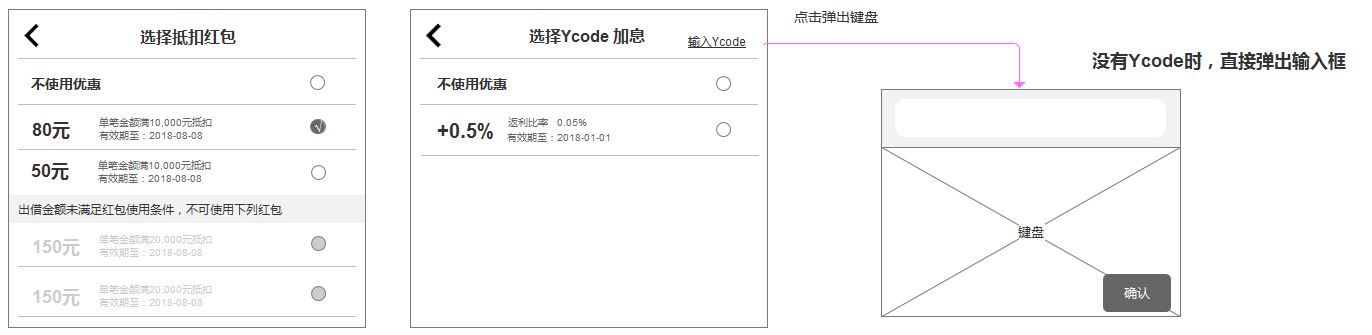 选择抵扣红包
不使用优惠
80元
单笔金额满10,000元抵扣
有效期至：2018-08-08
√
50元
单笔金额满10,000元抵扣
有效期至：2018-08-08
出借金额未满足红包使用条件，不可使用下列红包
150元
单笔金额满20,000元抵扣
有效期至：2018-08-08
150元
单笔金额满20,000元抵扣
有效期至：2018-08-08
选择Ycode 加息
输入Ycode
不使用优惠
+0.5%
返利比率 0.05%
有效期至：2018-01-01
点击弹出键盘
没有Ycode时，直接弹出输入框
键盘
确认